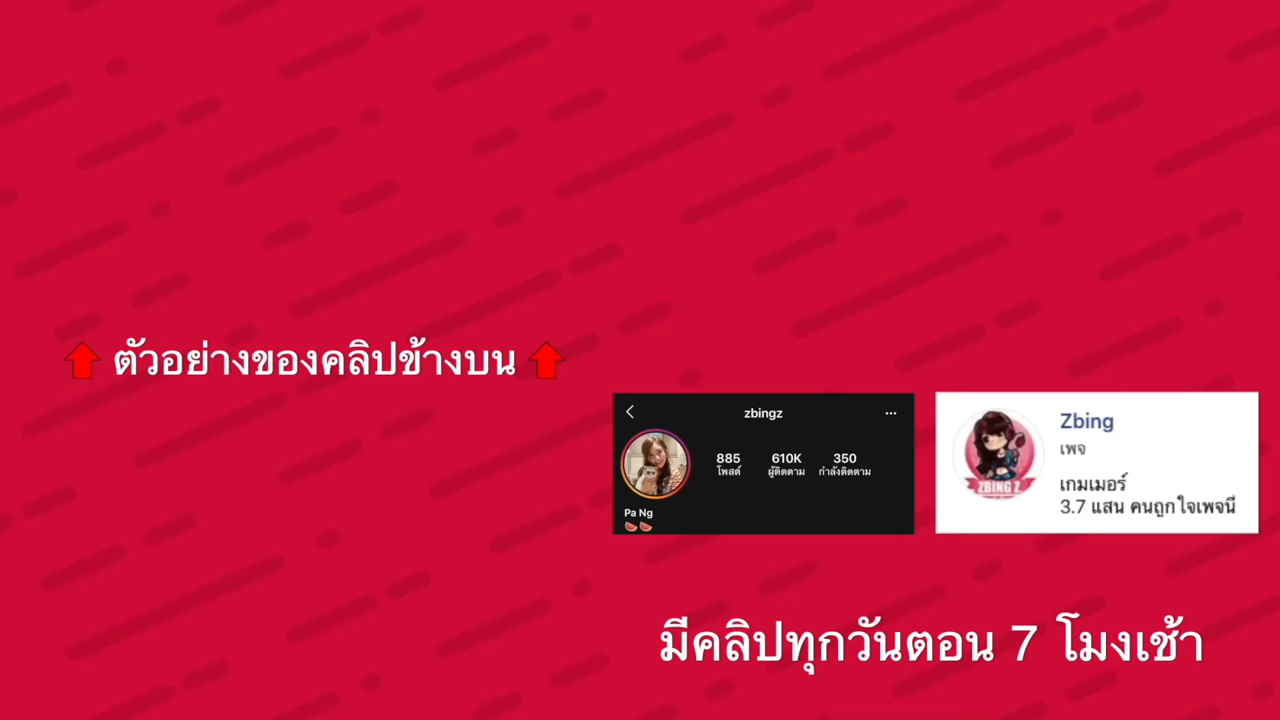 ตัวอย่างของคลิปข้างบน
zbingz
885
610K
350
โพสต์
ผู้ติดตาม
กำลังติดตาม
Pa Ng
Zbing
เพจ
ZBING Z.
เกมเมอร์
3.7 แสน คนถูกใจเพจนี้
มีคลิปทุกวันตอน 7 โมงเช้า